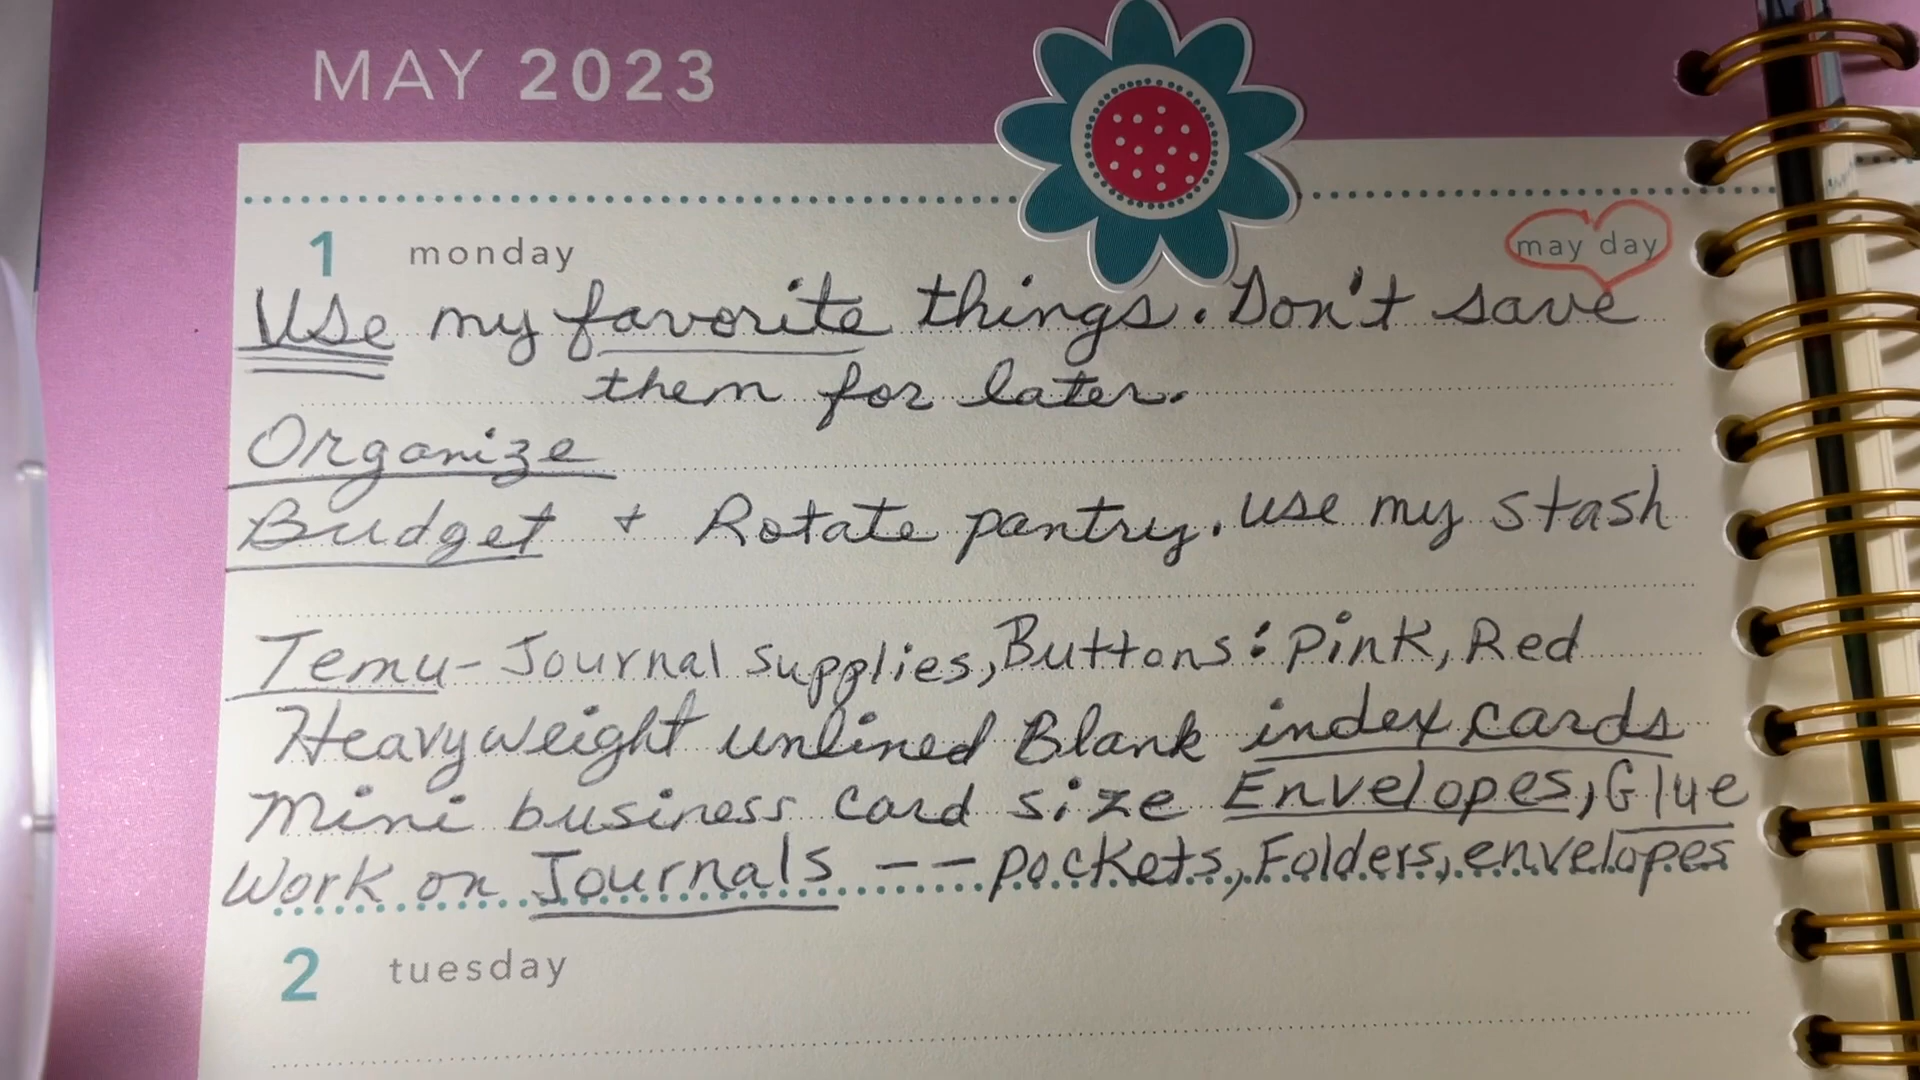 MAY 2023
1 monday may day
Use my favorite things. Don't save
them for later.
Organize
Budget + Rotate pantry. use my stash
Temu - Journal supplies, Buttons: Pink, Red
Heavyweight unlined Blank index cards
Mini business card size Envelopes, Glue
Work on Journals -- pockets, Folders, envelopes
2 tuesday